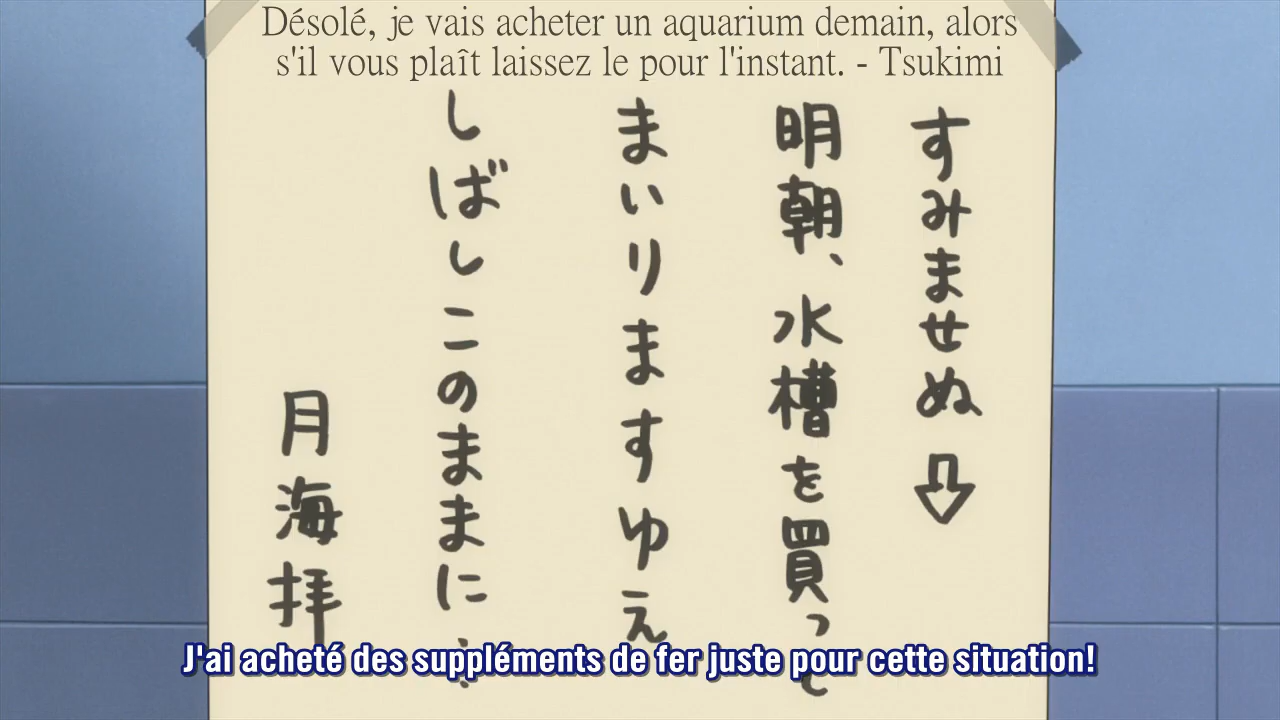 Désolé, je vais acheter un aquarium demain, alors
s'il vous plaît laissez le pour l'instant. - Tsukimi
すみませぬ⇩
明朝、水槽を買って
まいりますゆえ
しばしこのままに…
月海拝
J'ai acheté des suppléments de fer juste pour cette situation!